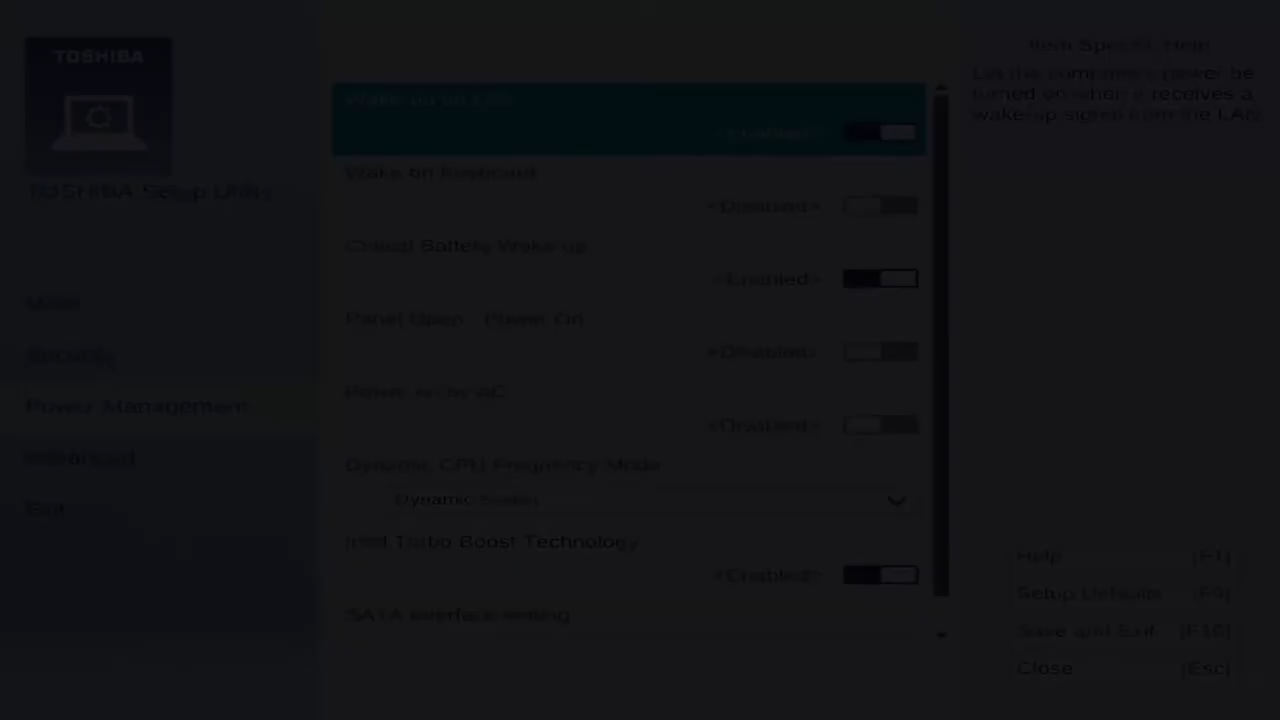 TOSHIBA
TOSHIBA Setup Utility
Main
Security
Power Management
Advanced
Exit
Wake-up on LAN
<Enabled>
Wake on Keyboard
<Disabled>
Critical Battery Wake-up
<Enabled>
Panel Open - Power On
<Disabled>
Power on by AC
<Disabled>
Dynamic CPU Frequency Mode
Dynamic
Intel Turbo Boost Technology
<Enabled>
SATA interface setting
Item Specific Help
Let the computer's power be
turned on when it receives a
wake-up signal from the LAN.
Help [F1]
Setup Defaults [F9]
Save and Exit [F10]
Close [Esc]